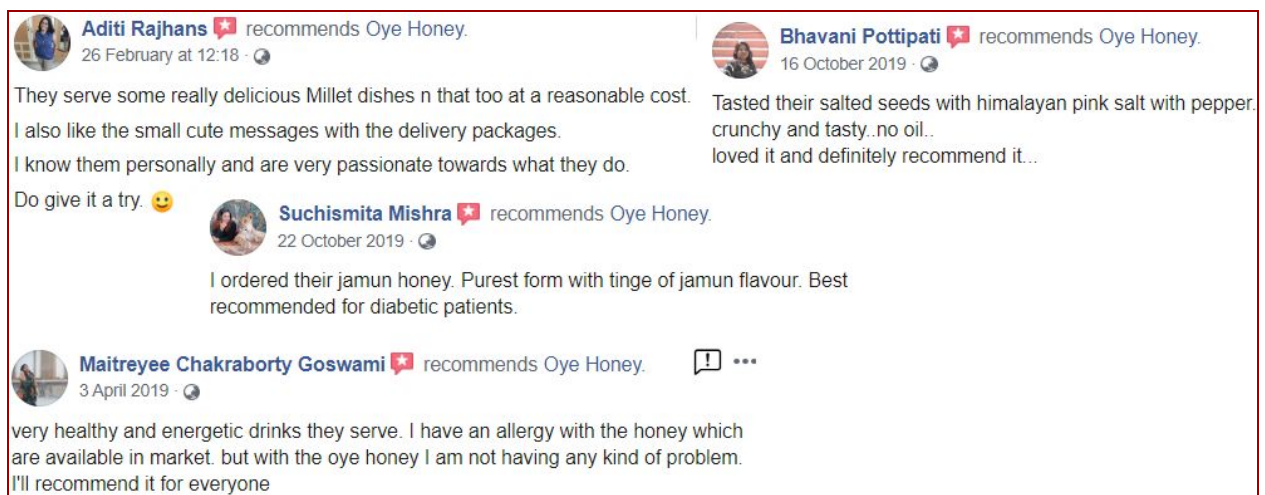 Aditi Rajhans recommends Oye Honey.
26 February at 12:18 ·
They serve some really delicious Millet dishes n that too at a reasonable cost.
I also like the small cute messages with the delivery packages.
I know them personally and are very passionate towards what they do.
Do give it a try. 🙂
Bhavani Pottipati recommends Oye Honey.
16 October 2019 ·
Tasted their salted seeds with himalayan pink salt with pepper.
crunchy and tasty..no oil..
loved it and definitely recommend it...
Suchismita Mishra recommends Oye Honey.
22 October 2019 ·
I ordered their jamun honey. Purest form with tinge of jamun flavour. Best
recommended for diabetic patients.
Maitreyee Chakraborty Goswami recommends Oye Honey.
3 April 2019 ·
very healthy and energetic drinks they serve. I have an allergy with the honey which
are available in market. but with the oye honey I am not having any kind of problem.
I'll recommend it for everyone